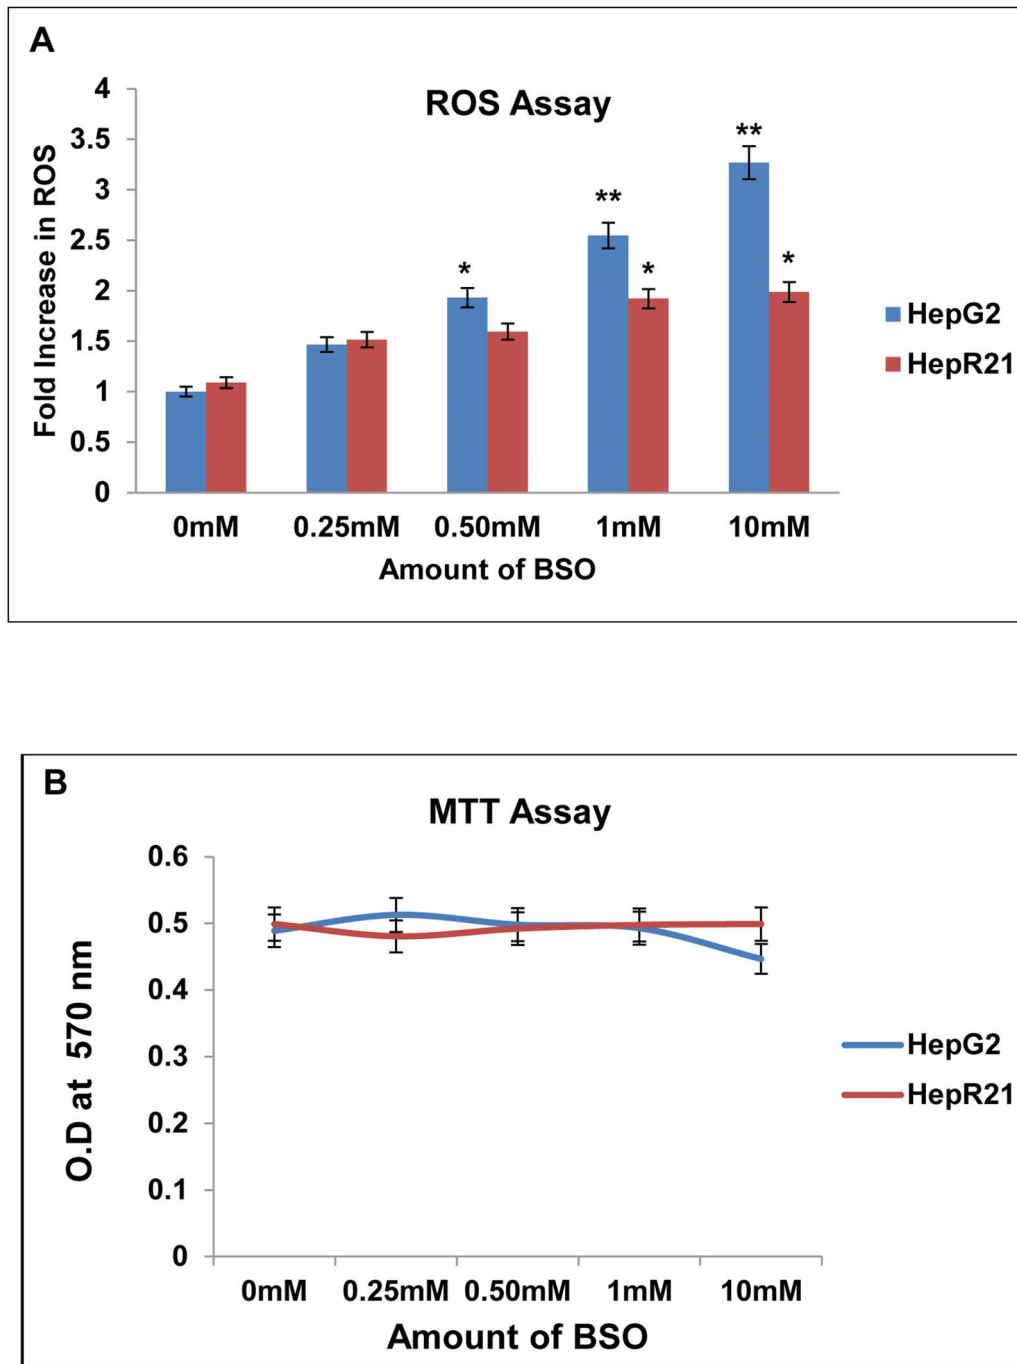 A
ROS Assay
Fold Increase in ROS
4
3.5
3
2.5
2
1.5
1
0.5
0
**
**
*
*
*
HepG2
HepR21
0mM 0.25mM 0.50mM 1mM 10mM
Amount of BSO
B
MTT Assay
O.D at 570 nm
0.6
0.5
0.4
0.3
0.2
0.1
0
HepG2
HepR21
0mM 0.25mM 0.50mM 1mM 10mM
Amount of BSO